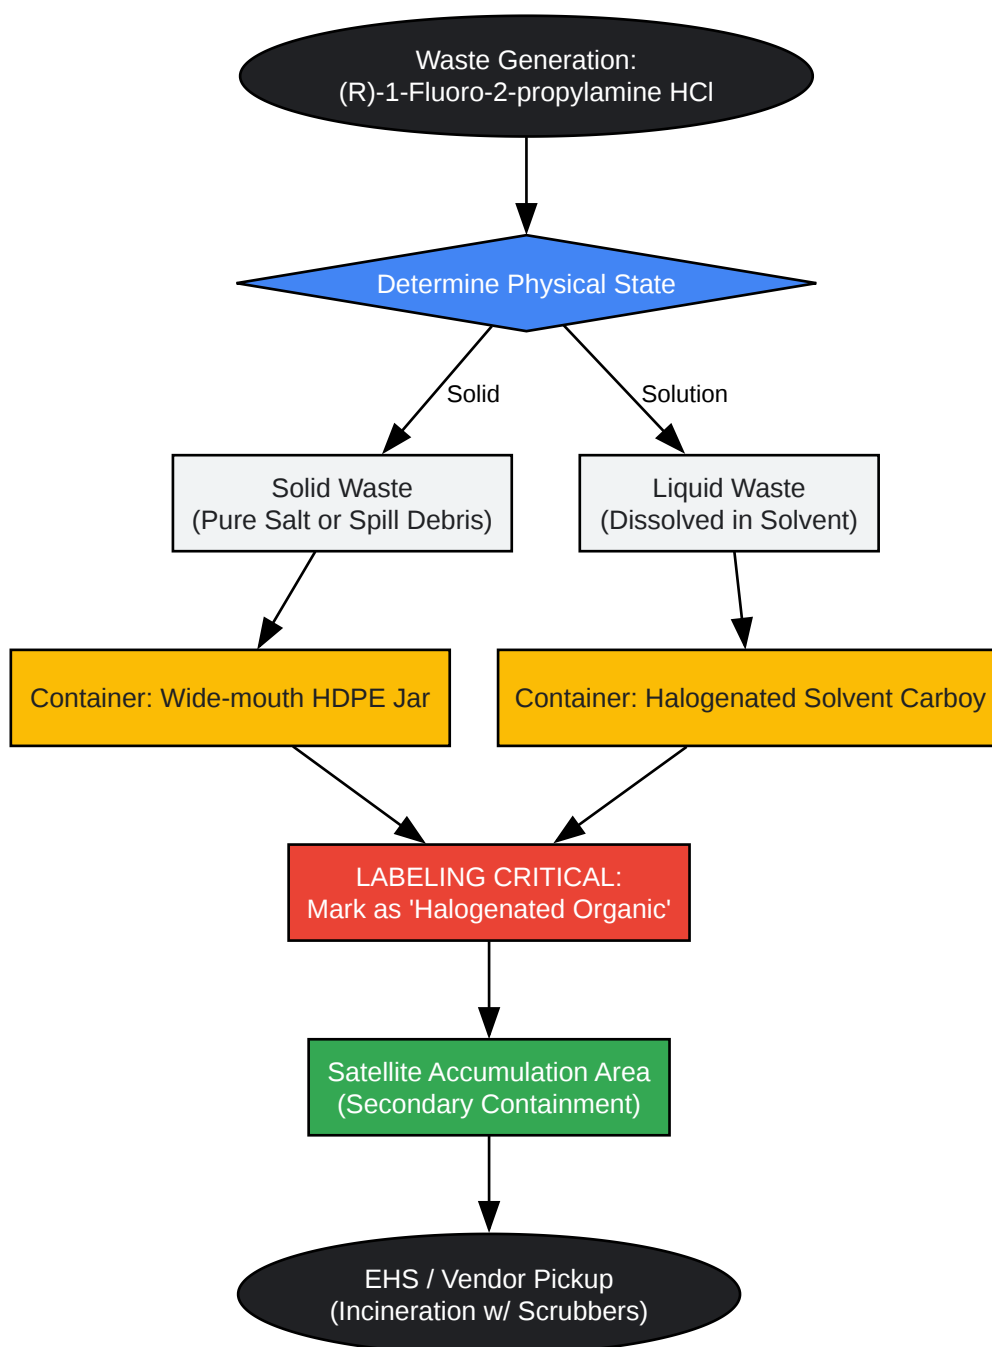 Waste Generation:
(R)-1-Fluoro-2-propylamine HCl
Determine Physical State
Solid
Solution
Solid Waste
(Pure Salt or Spill Debris)
Liquid Waste
(Dissolved in Solvent)
Container: Wide-mouth HDPE Jar
Container: Halogenated Solvent Carboy
LABELING CRITICAL:
Mark as 'Halogenated Organic'
Satellite Accumulation Area
(Secondary Containment)
EHS / Vendor Pickup
(Incineration w/ Scrubbers)